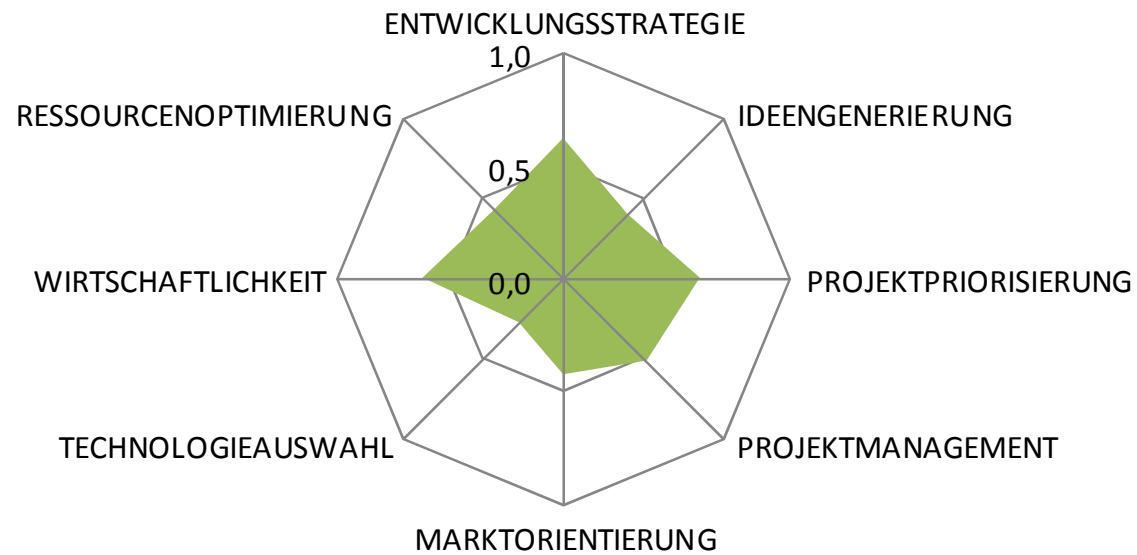 ENTWICKLUNGSSTRATEGIE
1,0
RESSOURCENOPTIMIERUNG
IDEENGENERIERUNG
0,5
WIRTSCHAFTLICHKEIT
0,0
PROJEKTPRIORISIERUNG
TECHNOLOGIEAUSWAHL
PROJEKTMANAGEMENT
MARKTORIENTIERUNG